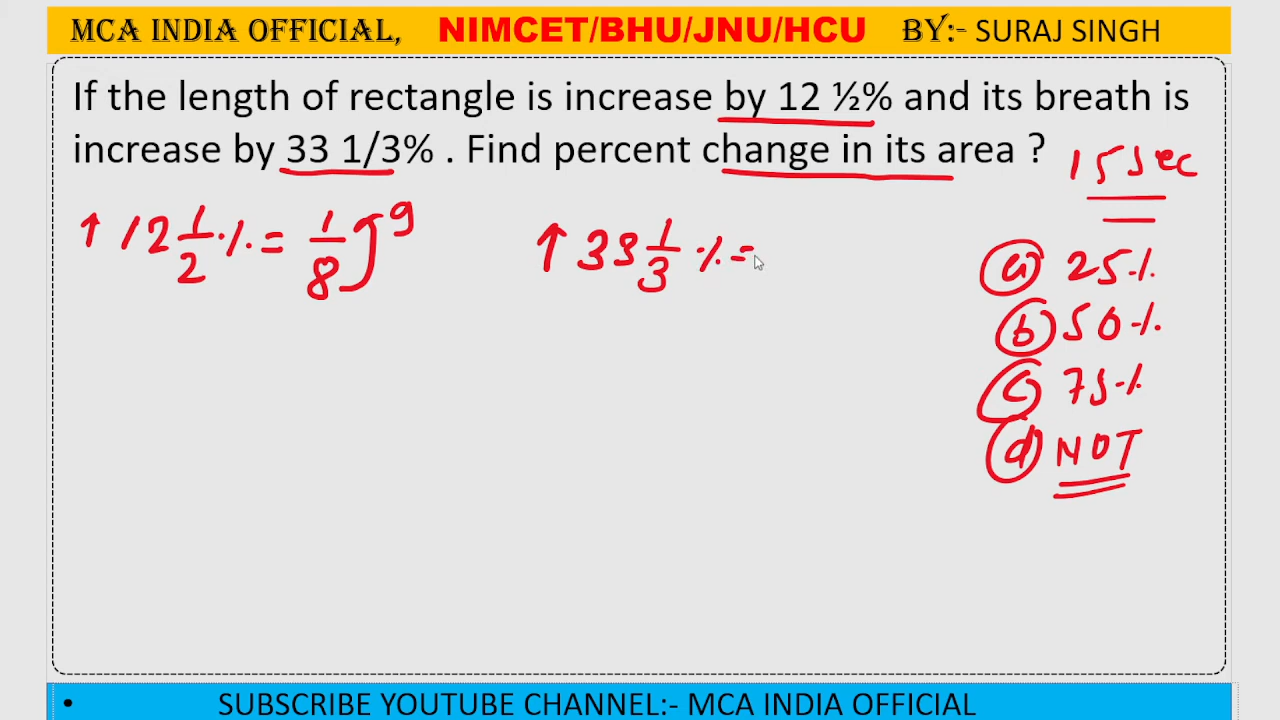 MCA INDIA OFFICIAL, NIMCET/BHU/JNU/HCU BY:- SURAJ SINGH
If the length of rectangle is increase by 12 ½% and its breath is
increase by 33 1/3% . Find percent change in its area ?
15 sec
↑ 12 1/2 % = 1/8 9
↑ 33 1/3 % =
(a) 25%
(b) 50%
(c) 75%
(d) NOT
• SUBSCRIBE YOUTUBE CHANNEL:- MCA INDIA OFFICIAL